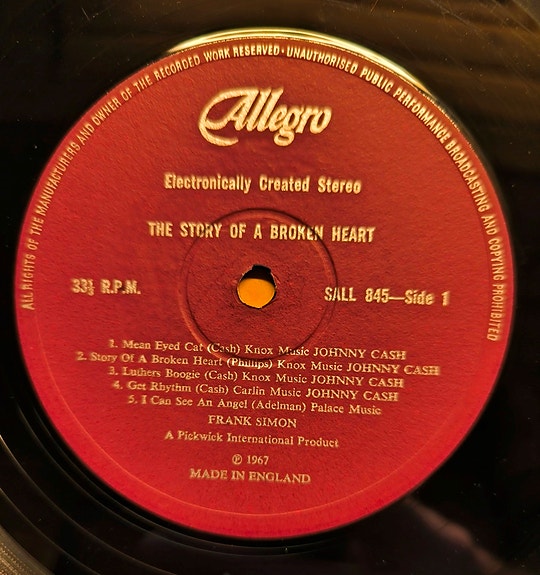 ALL RIGHTS OF THE MANUFACTURERS AND OWNER OF THE RECORDED WORK RESERVED · UNAUTHORISED PUBLIC PERFORMANCE BROADCASTING AND COPYING PROHIBITED
Allegro
Electronically Created Stereo
THE STORY OF A BROKEN HEART
33⅓ R.P.M.
SALL 845—Side 1
1. Mean Eyed Cat (Cash) Knox Music JOHNNY CASH
2. Story Of A Broken Heart (Phillips) Knox Music JOHNNY CASH
3. Luthers Boogie (Cash) Knox Music JOHNNY CASH
4. Get Rhythm (Cash) Carlin Music JOHNNY CASH
5. I Can See An Angel (Adelman) Palace Music
FRANK SIMON
A Pickwick International Product
℗ 1967
MADE IN ENGLAND